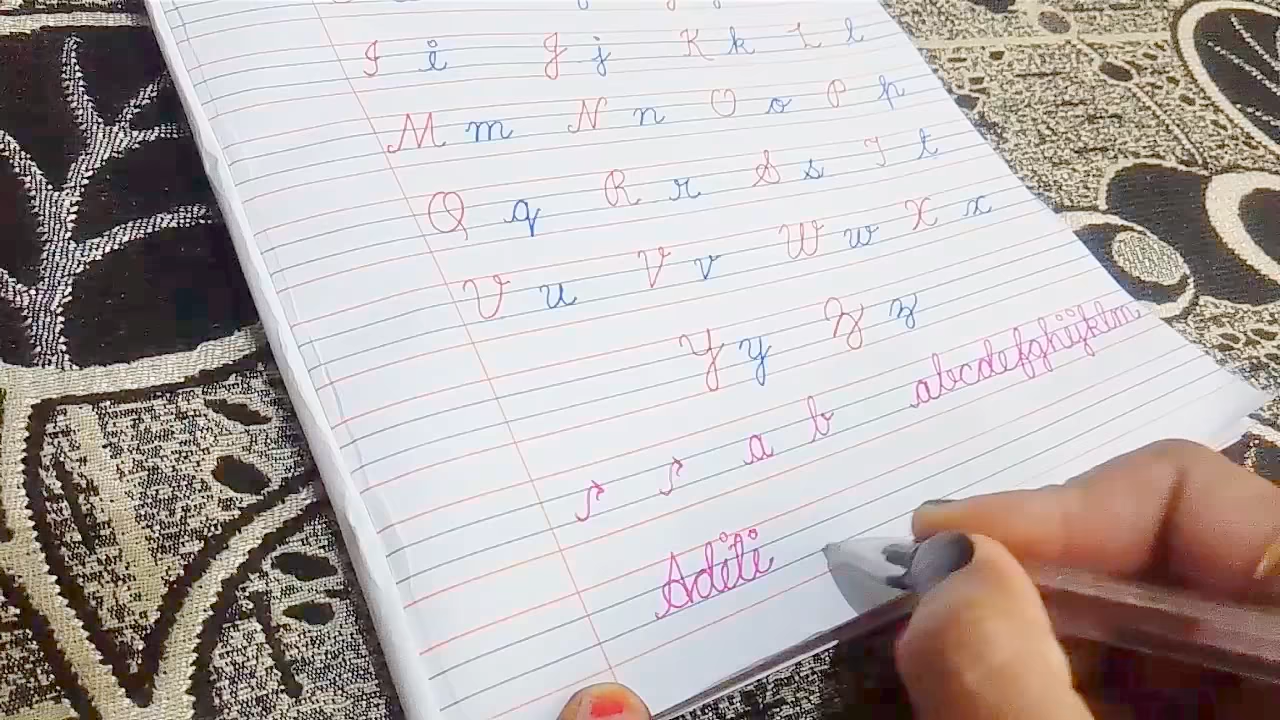 I i J j K k L l
M m N n O o P p
Q q R r S s T t
U u V v W w X x
Y y Z z
a b abcdefghijklm
Aditi